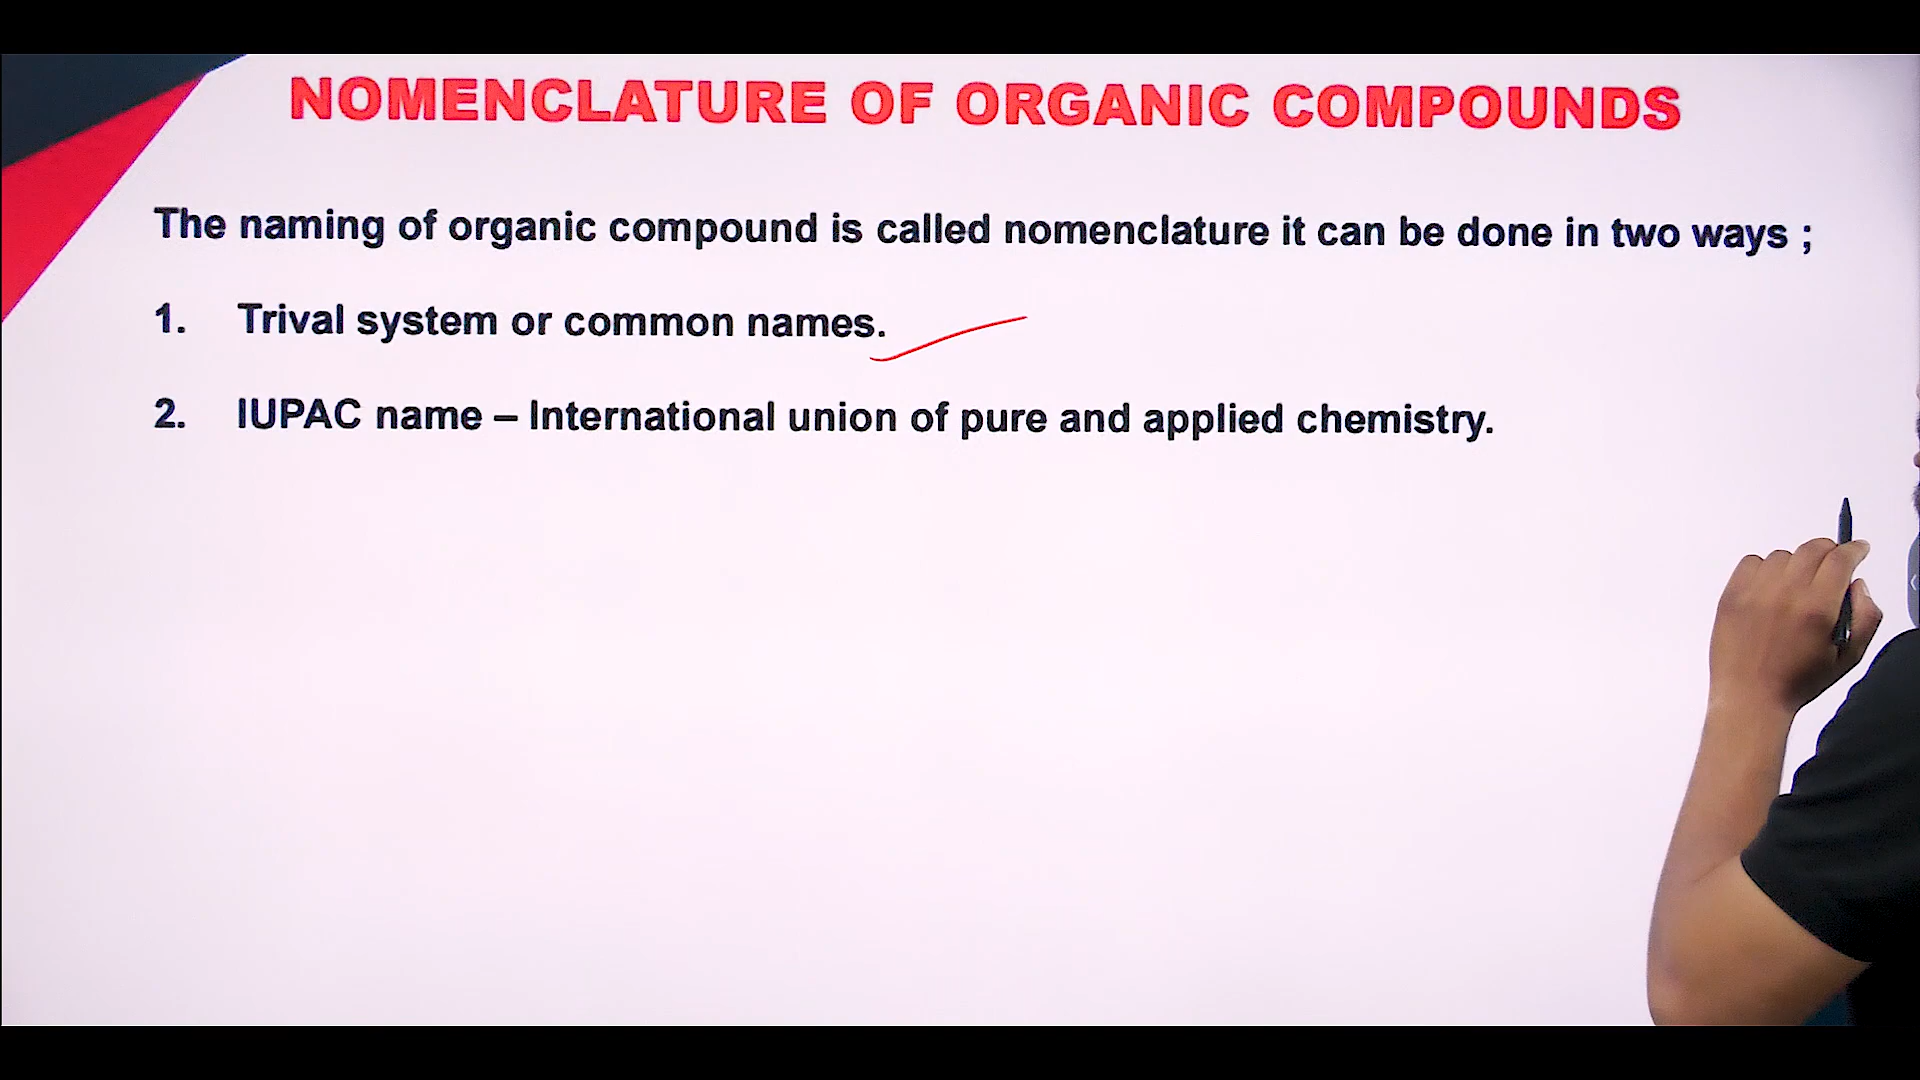 NOMENCLATURE OF ORGANIC COMPOUNDS
The naming of organic compound is called nomenclature it can be done in two ways ;
1. Trival system or common names.
2. IUPAC name – International union of pure and applied chemistry.